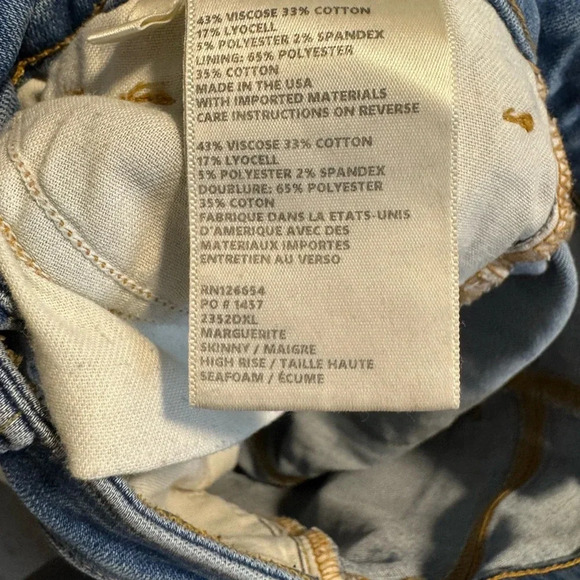 43% VISCOSE 33% COTTON
17% LYOCELL
5% POLYESTER 2% SPANDEX
LINING: 65% POLYESTER
35% COTTON
MADE IN THE USA
WITH IMPORTED MATERIALS
CARE INSTRUCTIONS ON REVERSE
43% VISCOSE 33% COTTON
17% LYOCELL
5% POLYESTER 2% SPANDEX
DOUBLURE: 65% POLYESTER
35% COTON
FABRIQUE DANS LA ETATS-UNIS
D'AMERIQUE AVEC DES
MATERIAUX IMPORTES
ENTRETIEN AU VERSO
RN126654
PO # 1457
2352DXL
MARGUERITE
SKINNY / MAIGRE
HIGH RISE / TAILLE HAUTE
SEAFOAM / ÉCUME